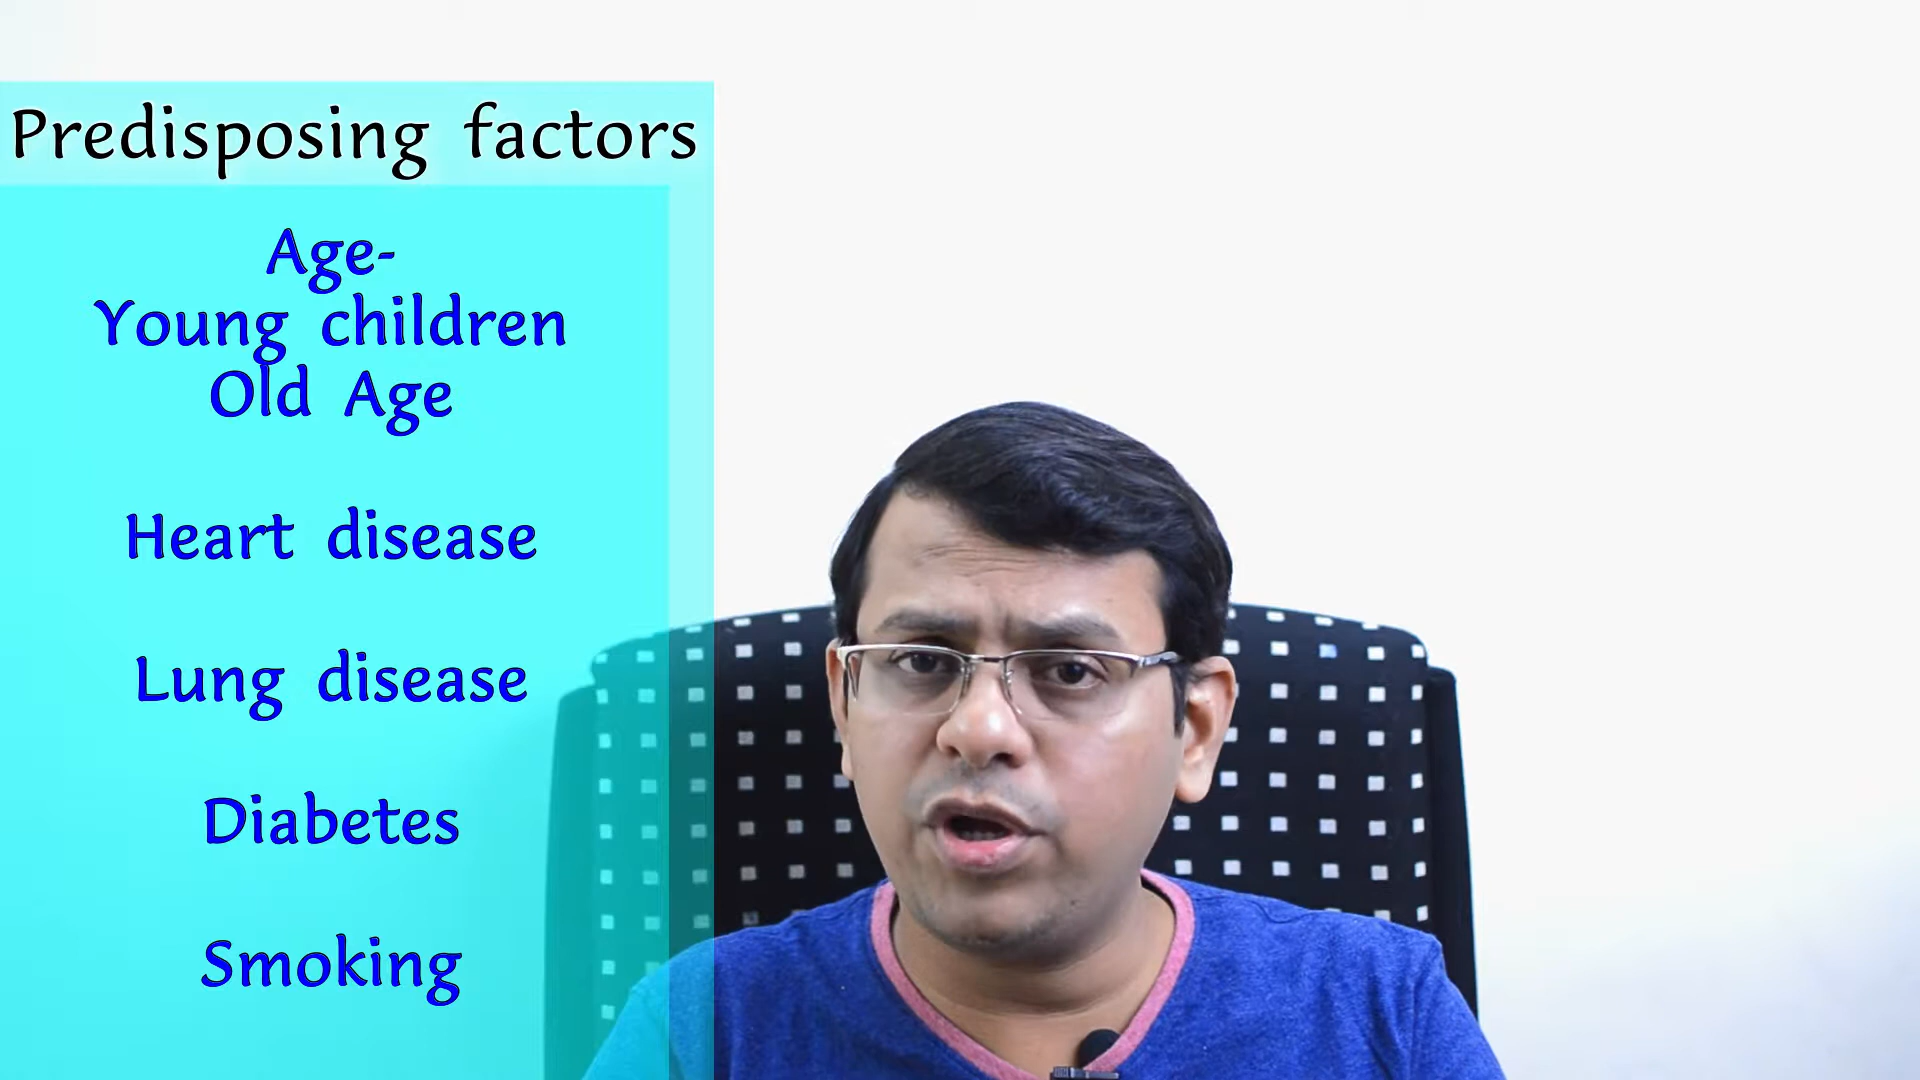 Predisposing factors
Age-
Young children
Old Age
Heart disease
Lung disease
Diabetes
Smoking